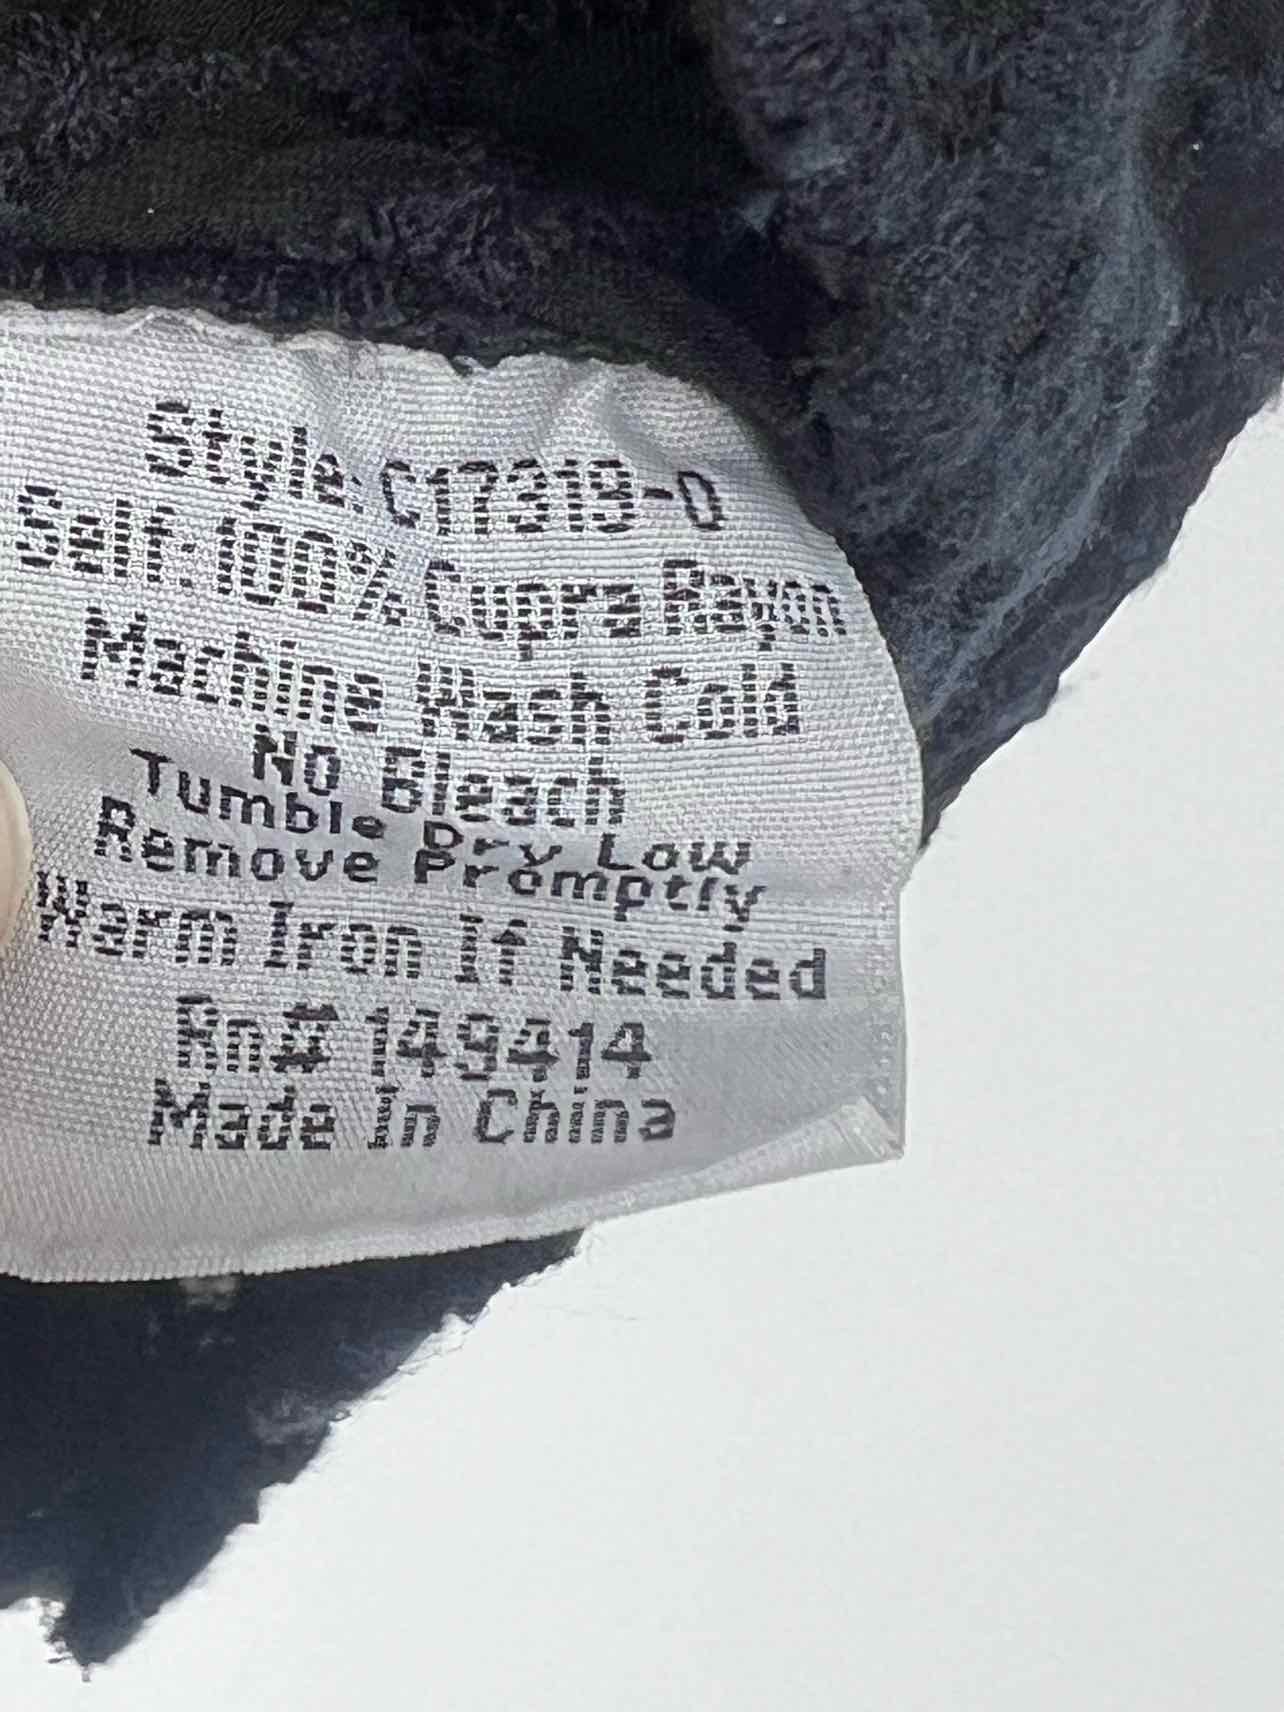 Style: C17319-D
Self: 100% Cupra Rayon
Machine Wash Cold
No Bleach
Tumble Dry Low
Remove Promptly
Warm Iron If Needed
Rn# 149414
Made in China